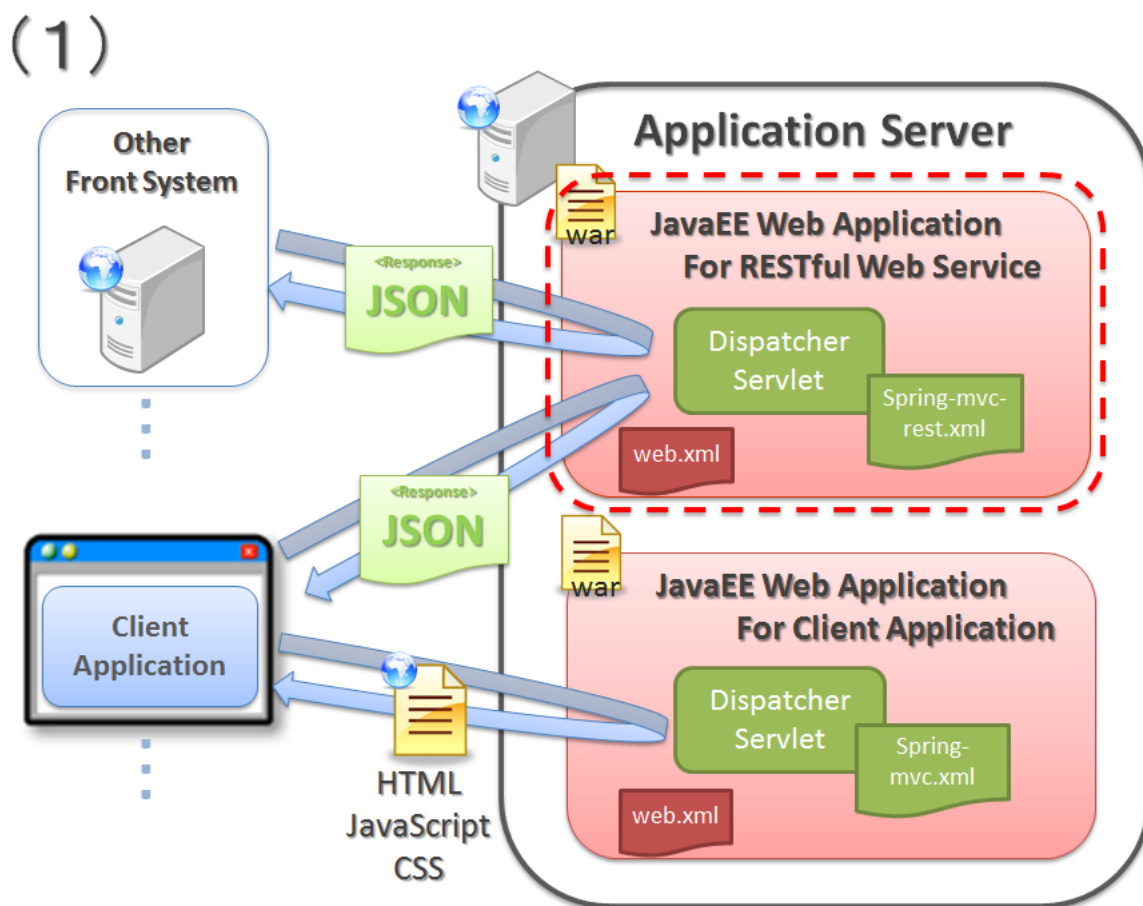 (1)
Other
Front System
Application Server
war
JavaEE Web Application
For RESTful Web Service
<Response>
JSON
Dispatcher
Servlet
Spring-mvc-
rest.xml
web.xml
<Response>
JSON
war
JavaEE Web Application
For Client Application
Client
Application
Dispatcher
Servlet
Spring-
mvc.xml
web.xml
HTML
JavaScript
CSS